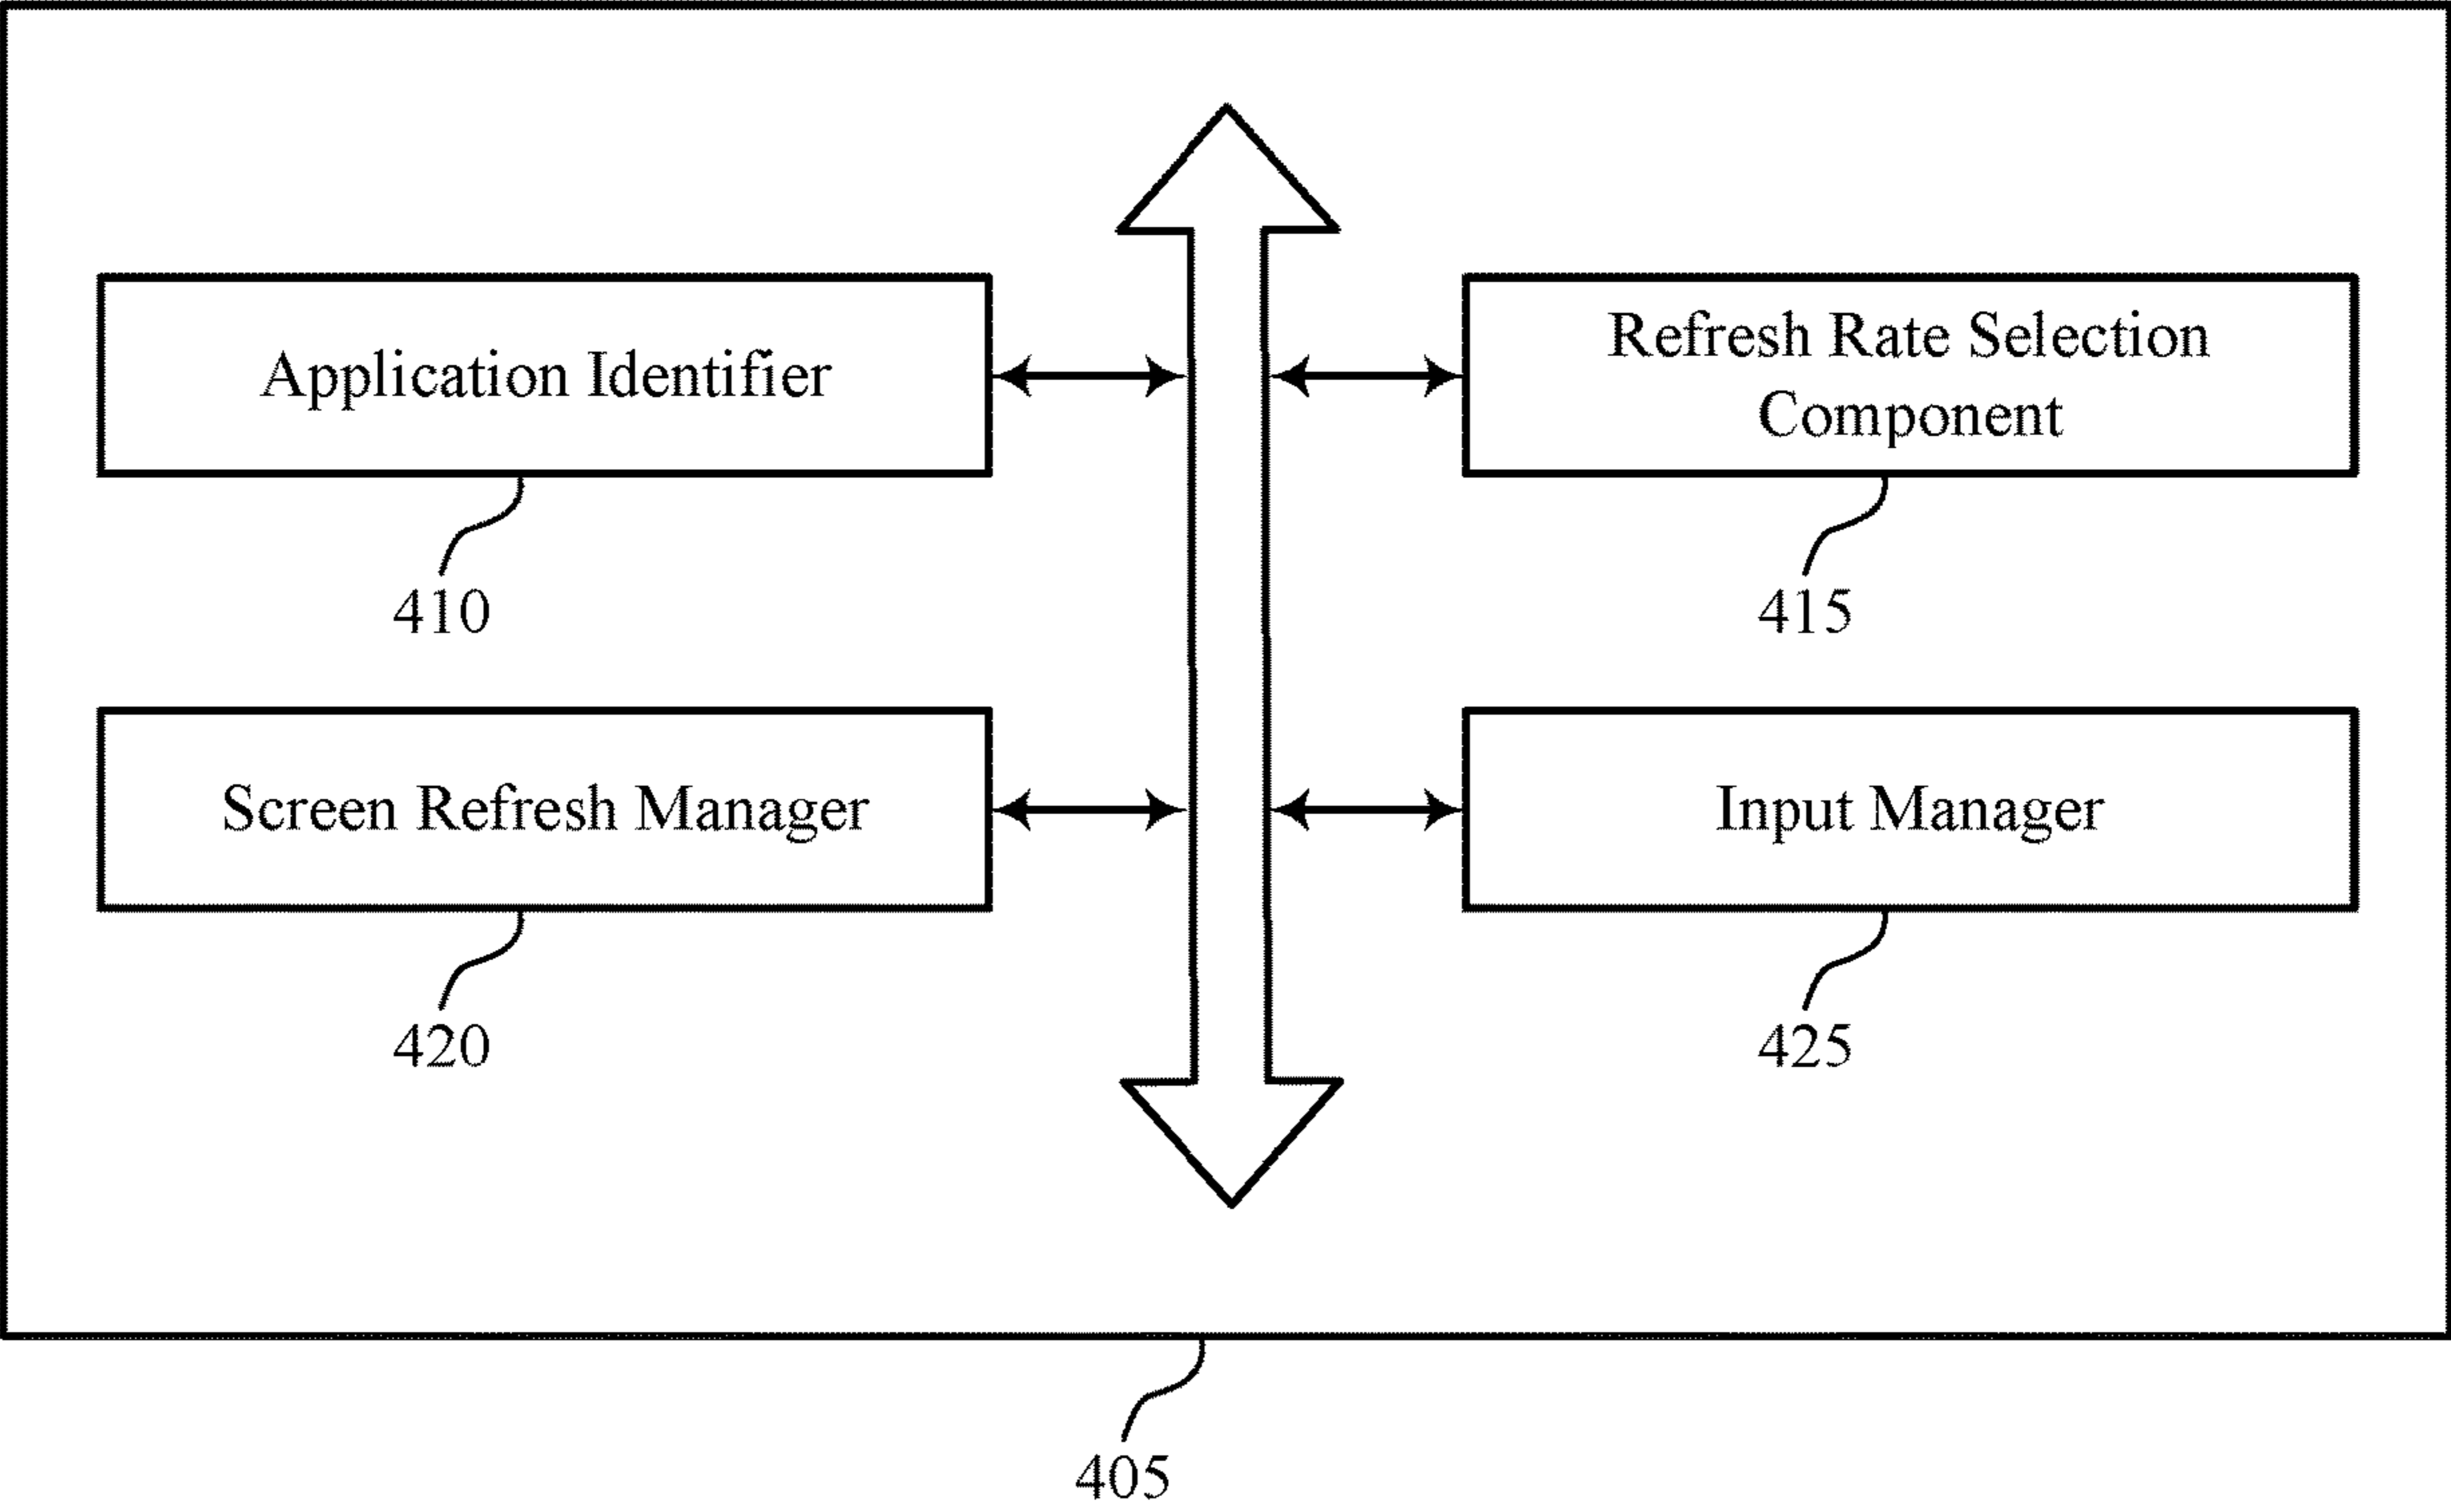 Application Identifier
410
Refresh Rate Selection
Component
415
Screen Refresh Manager
420
Input Manager
425
405